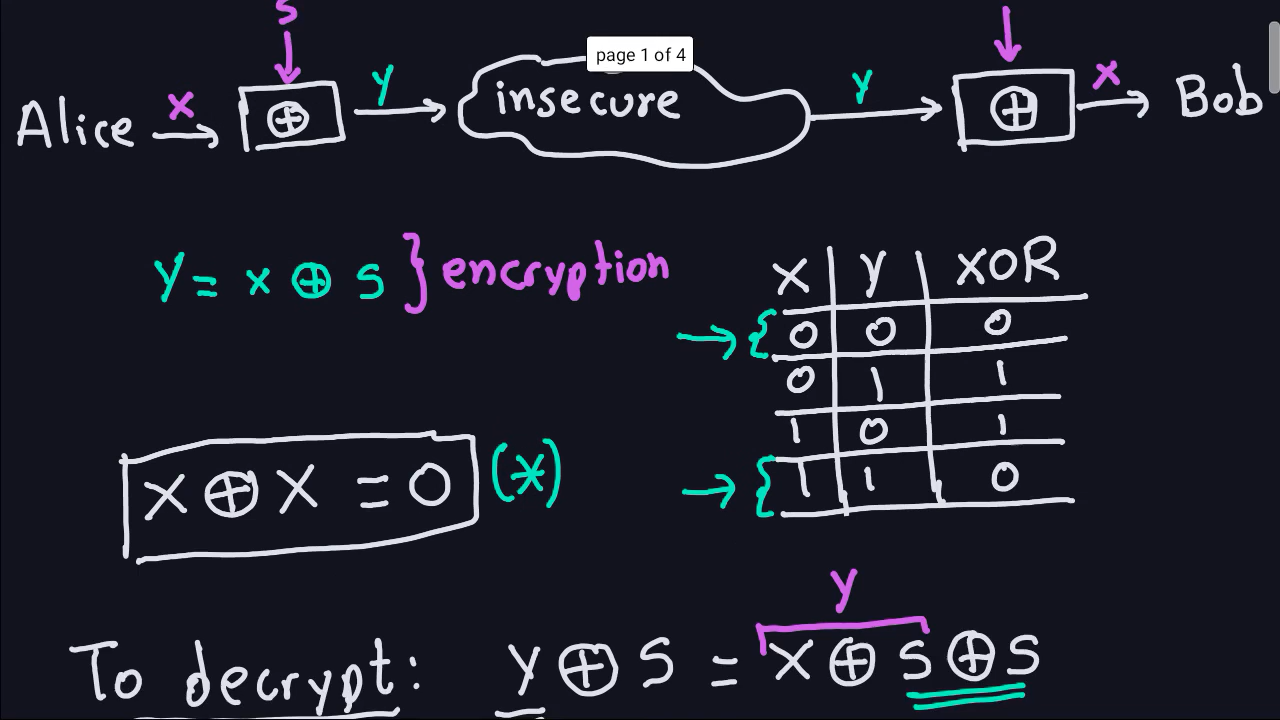 S
page 1 of 4
Alice x ⊕ y insecure y ⊕ x Bob
y = x ⊕ s } encryption
X Y XOR
0 0 0
0 1 1
1 0 1
1 1 0
X ⊕ X = 0 (*)
y
To decrypt: y ⊕ S = X ⊕ S ⊕ S